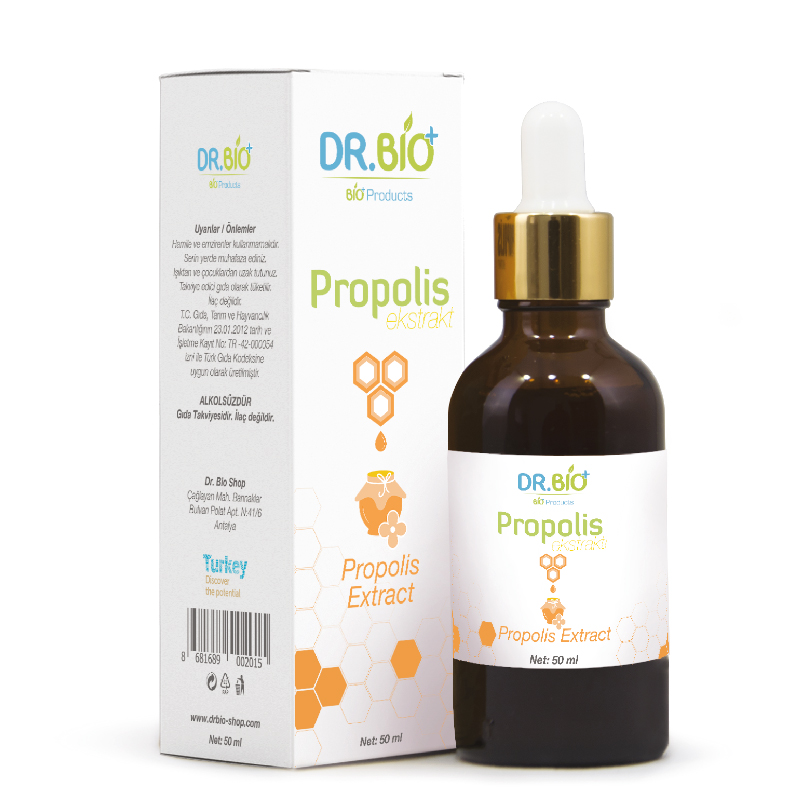 DR.BIO+
BIO Products
Uyarılar / Önlemler
Hamile ve emzirenler kullanmamalıdır.
Serin yerde muhafaza ediniz.
Işıktan ve çocuklardan uzak tutunuz.
Takviye edici gıda olarak tüketilir.
İlaç değildir.
T.C. Gıda, Tarım ve Hayvancılık
Bakanlığının 23.01.2012 tarih ve
İşletme Kayıt No: TR -42-000354
izni ile Türk Gıda Kodeksine
uygun olarak üretilmiştir.
ALKOLSÜZDÜR
Gıda Takviyesidir. İlaç değildir.
Dr. Bio Shop
Çağlayan Mah. Barınaklar
Bulvarı Polat Apt. N:41/6
Antalya
Turkey
Discover
the potential
8 681689 002015
www.drbio-shop.com
Net: 50 ml
DR.BIO+
BIO Products
Propolis
ekstrakt
Propolis
Extract
Net: 50 ml
DR.BIO+
BIO Products
Propolis
ekstrakt
Propolis Extract
Net: 50 ml